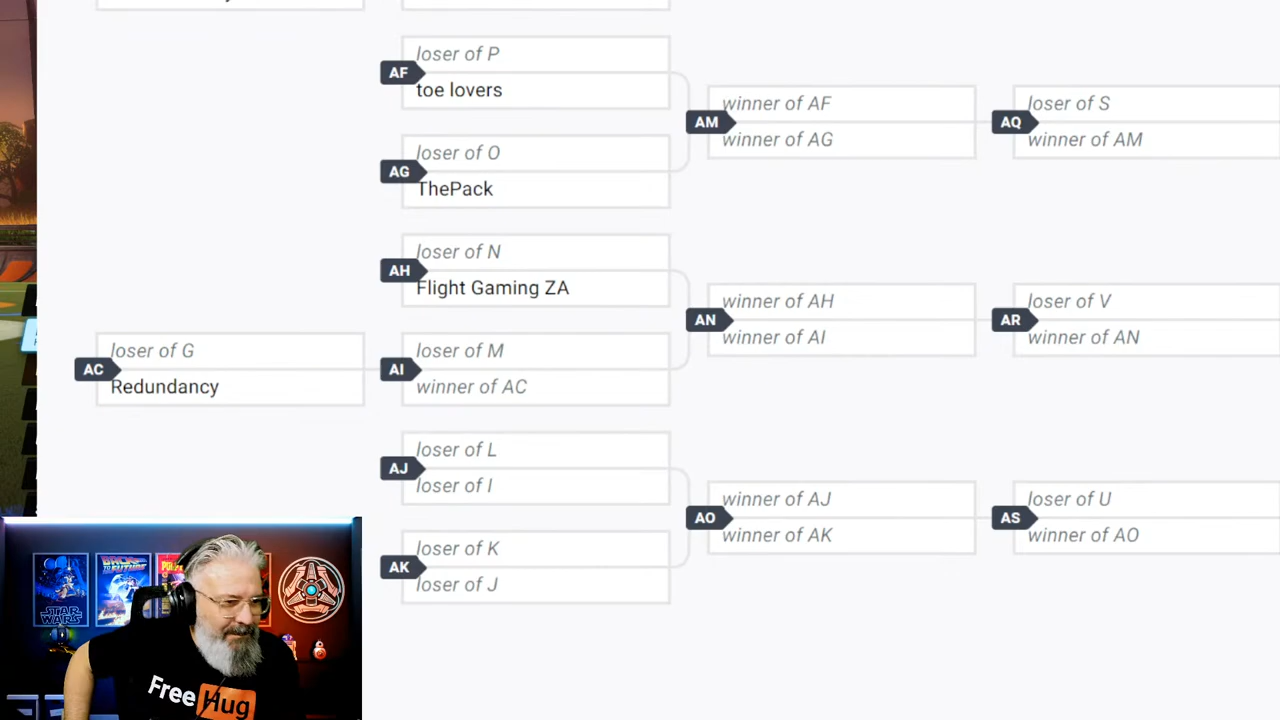 loser of P
AF
toe lovers
winner of AF
AM
winner of AG
loser of S
AQ
winner of AM
loser of O
AG
ThePack
loser of N
AH
Flight Gaming ZA
winner of AH
AN
winner of AI
loser of V
AR
winner of AN
loser of G
AC
Redundancy
loser of M
AI
winner of AC
loser of L
AJ
loser of I
winner of AJ
AO
winner of AK
loser of U
AS
winner of AO
loser of K
AK
loser of J
STAR
WARS
BACK
TO
FUTURE
Free Hug